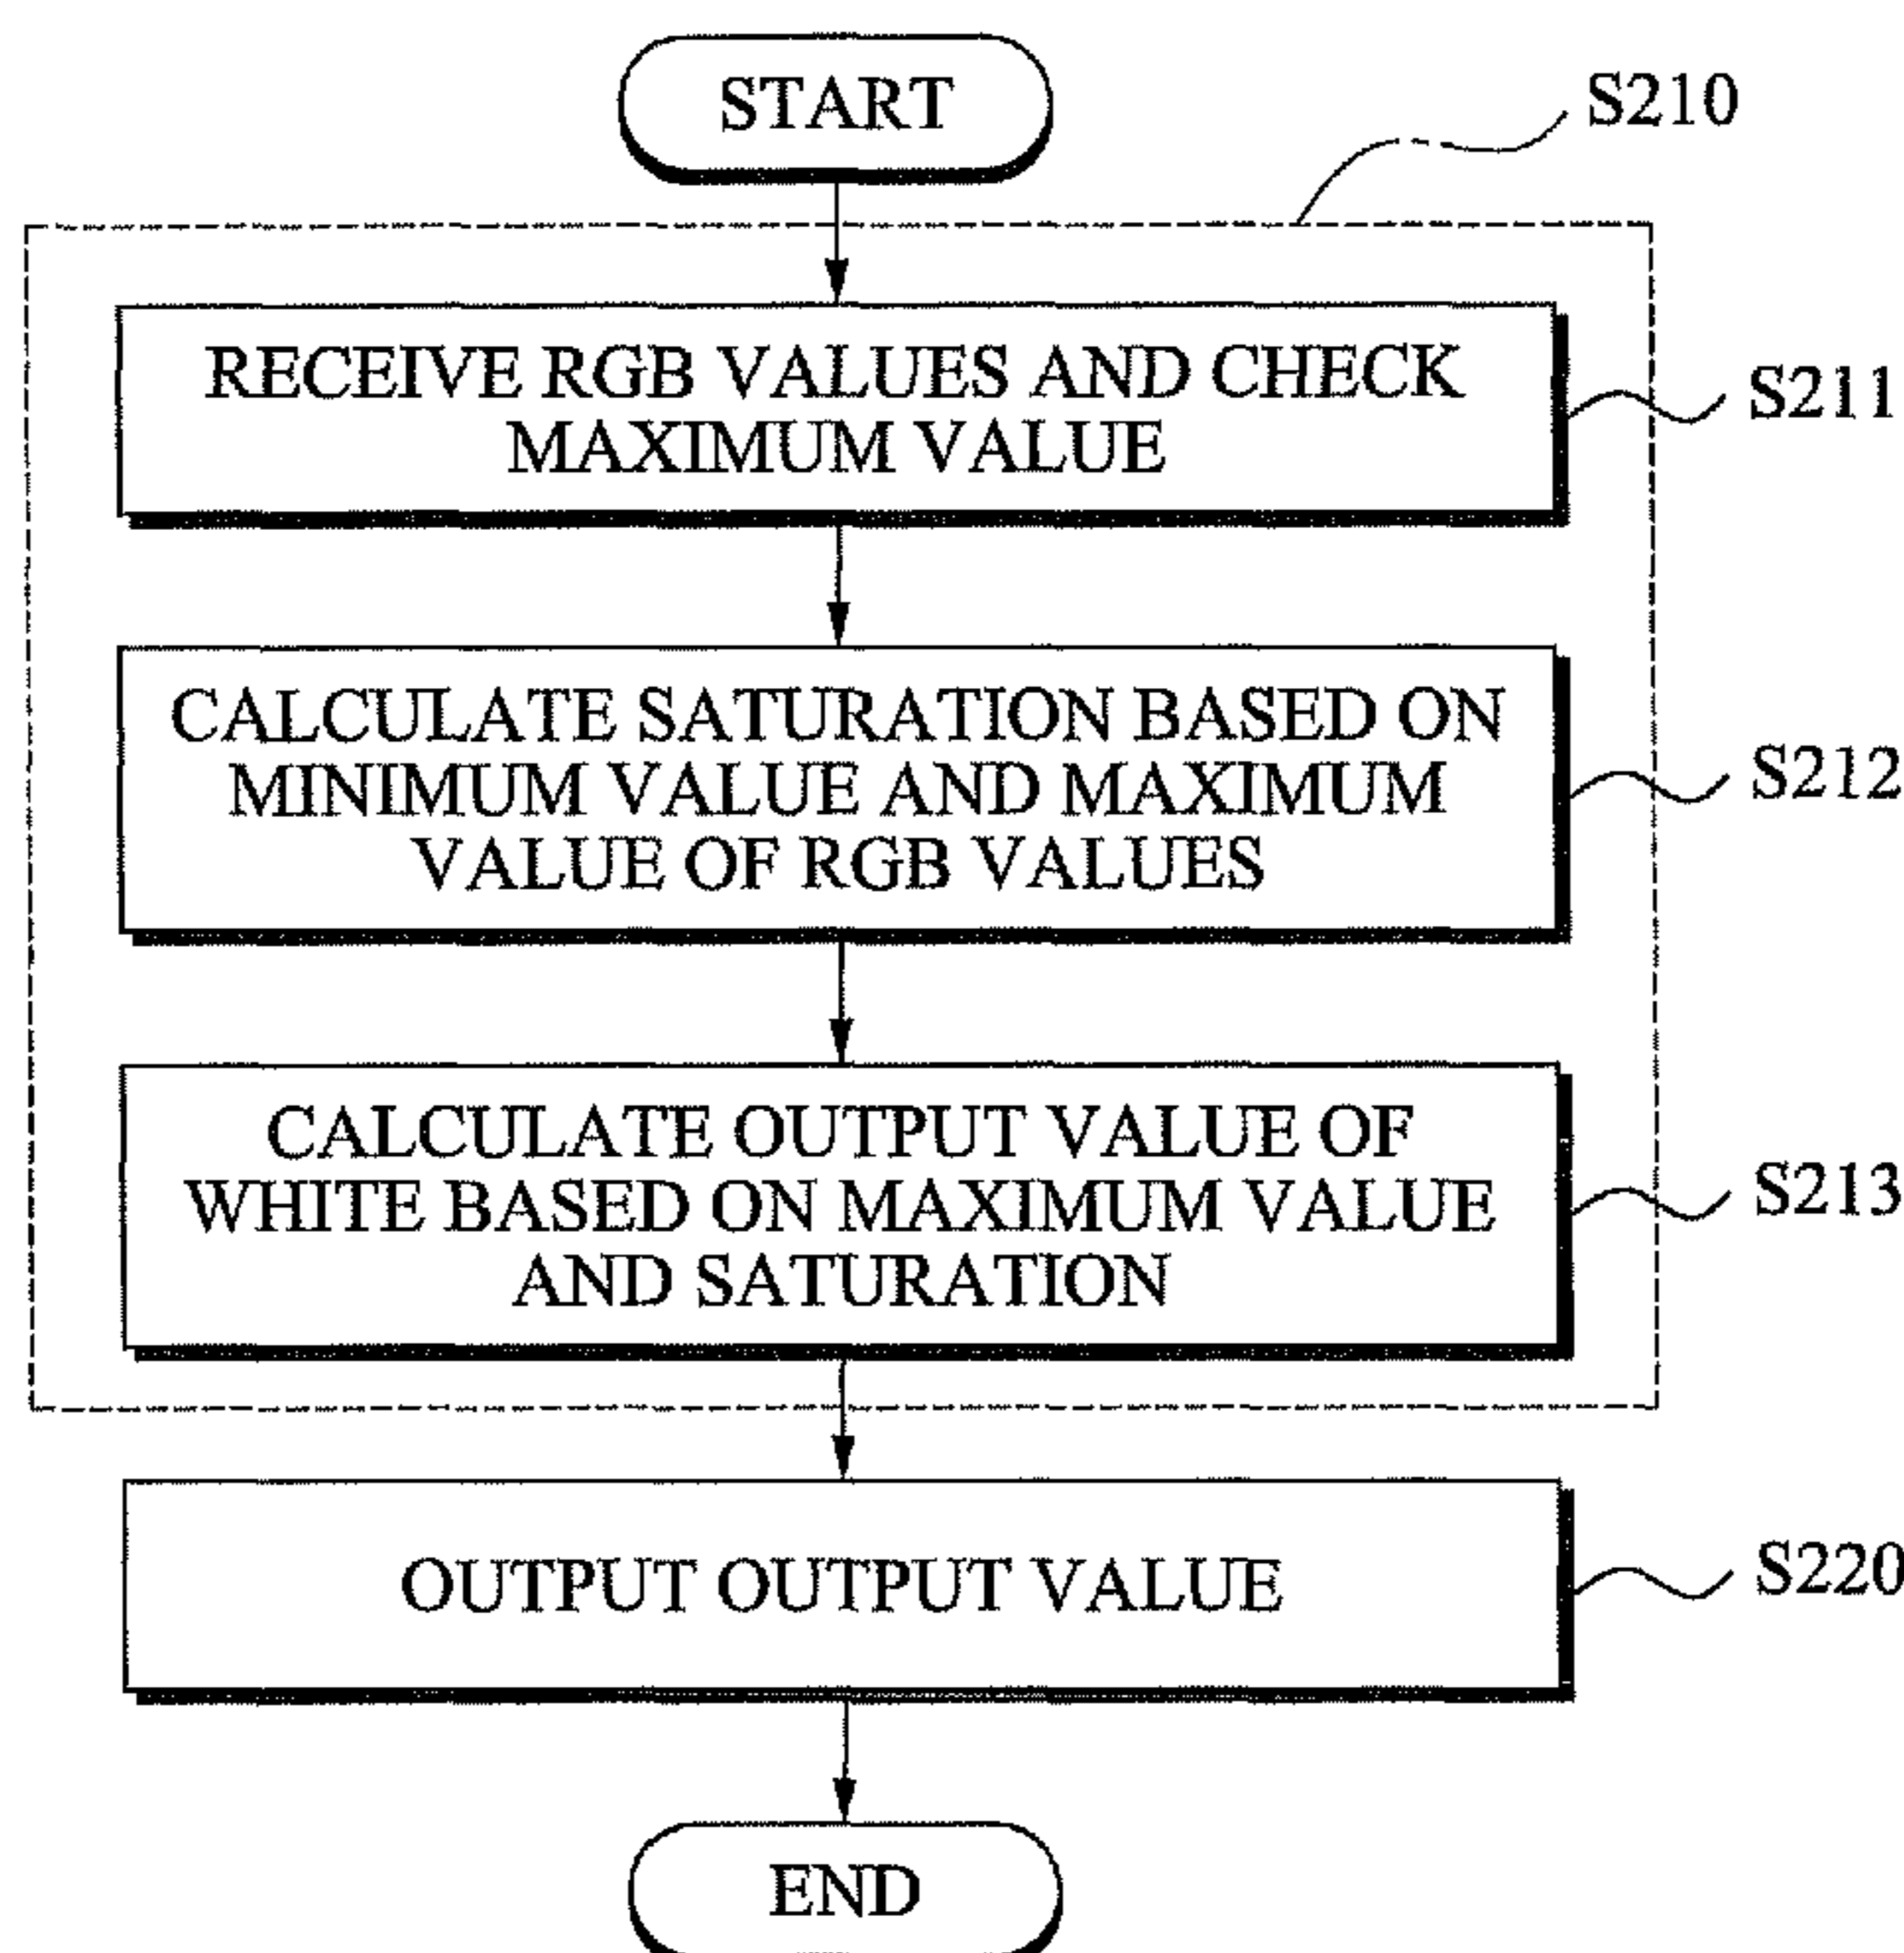 START
S210
RECEIVE RGB VALUES AND CHECK
MAXIMUM VALUE
S211
CALCULATE SATURATION BASED ON
MINIMUM VALUE AND MAXIMUM
VALUE OF RGB VALUES
S212
CALCULATE OUTPUT VALUE OF
WHITE BASED ON MAXIMUM VALUE
AND SATURATION
S213
OUTPUT OUTPUT VALUE
S220
END